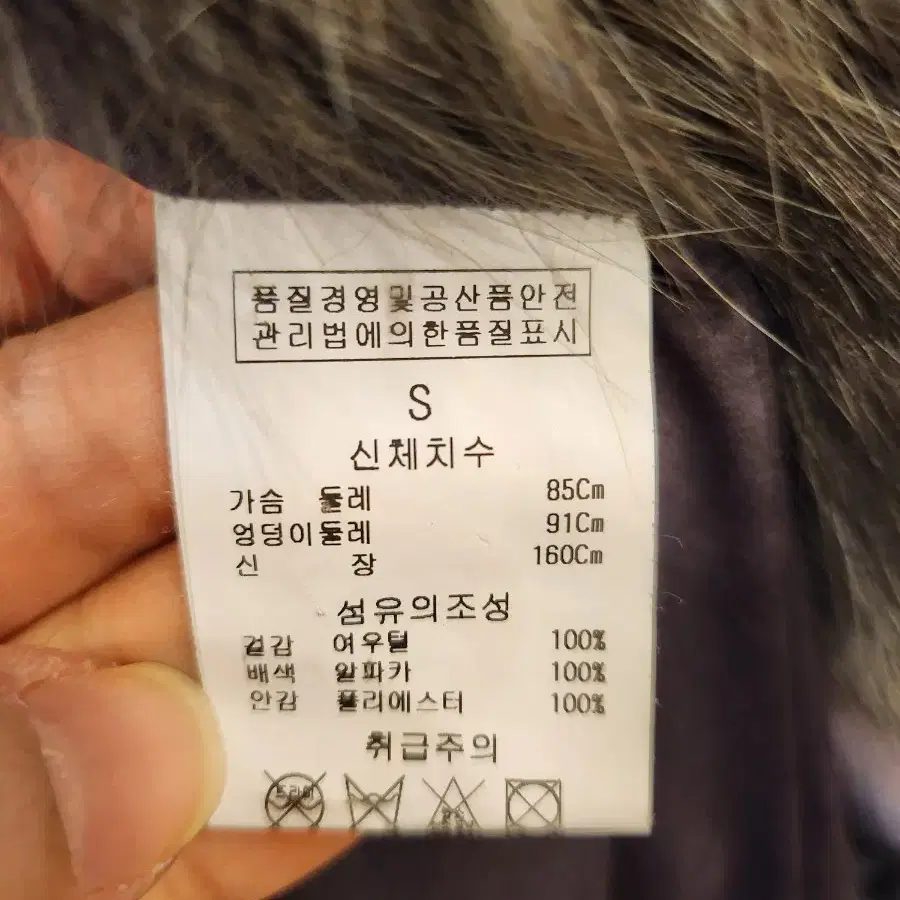 품질경영및공산품안전
관리법에의한품질표시
S
신체치수
가슴 둘레 85Cm
엉덩이둘레 91Cm
신 장 160Cm
섬유의조성
겉감 여우털 100%
배색 알파카 100%
안감 폴리에스터 100%
취급주의
드라이